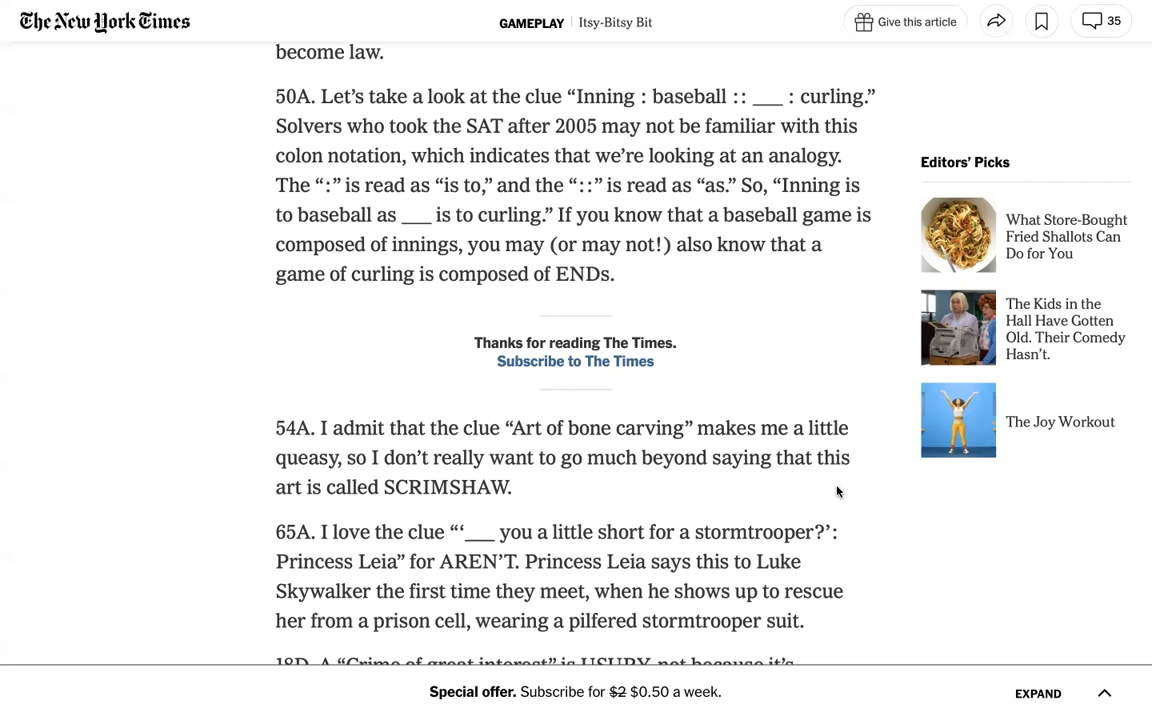 The New York Times
GAMEPLAY | Itsy-Bitsy Bit
Give this article
35
become law.
50A. Let’s take a look at the clue “Inning : baseball :: ___ : curling.”
Solvers who took the SAT after 2005 may not be familiar with this
colon notation, which indicates that we’re looking at an analogy.
The “:” is read as “is to,” and the “::” is read as “as.” So, “Inning is
to baseball as ___ is to curling.” If you know that a baseball game is
composed of innings, you may (or may not!) also know that a
game of curling is composed of ENDs.
Thanks for reading The Times.
Subscribe to The Times
54A. I admit that the clue “Art of bone carving” makes me a little
queasy, so I don’t really want to go much beyond saying that this
art is called SCRIMSHAW.
65A. I love the clue “‘___ you a little short for a stormtrooper?’:
Princess Leia” for AREN’T. Princess Leia says this to Luke
Skywalker the first time they meet, when he shows up to rescue
her from a prison cell, wearing a pilfered stormtrooper suit.
18D. A “Crime of great interest” is USURY, not because it’s
Editors’ Picks
What Store-Bought
Fried Shallots Can
Do for You
The Kids in the
Hall Have Gotten
Old. Their Comedy
Hasn’t.
The Joy Workout
Special offer. Subscribe for $2 $0.50 a week.
EXPAND